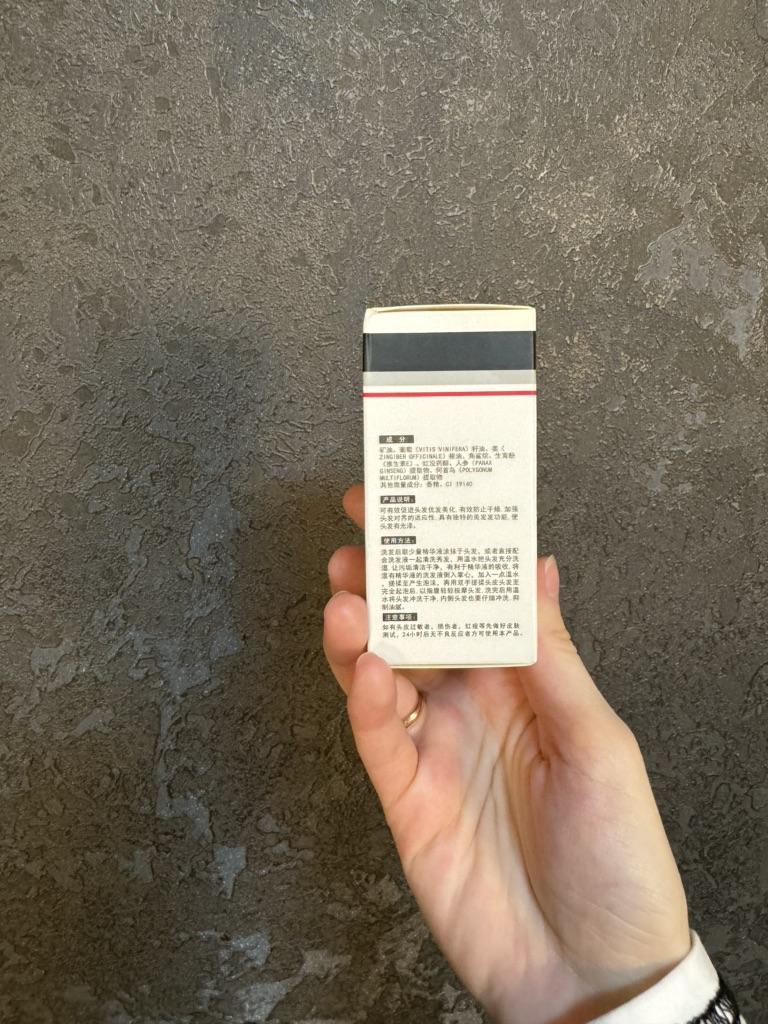 成 分
矿油、葡萄（VITIS VINIFERA）籽油、姜（
ZINGIBER OFFICINALE）根油、角鲨烷、生育酚
（维生素E）、红没药醇、人参（PANAX
GINSENG）提取物、何首乌（POLYGONUM
MULTIFLORUM）提取物
其他微量成分：香精、CI 19140
产品说明：
可有效促进头发优发美化，有效防止干燥，加强
头发对养的适应性，具有独特的美发发功能，使
头发有光泽。
使用方法：
洗发后取少量精华液涂抹于头发，或者直接配
合洗发液一起清洗秀发，用温水把头发充分洗
湿，让污垢清洁干净，有利于精华液的吸收，将
混有精华液的洗发液倒入掌心，加入一点温水
，搓揉至产生泡沫，再用双手搓揉头皮头发至
完全起泡后，以指腹轻轻按摩头发，洗完后用温
水将头发冲洗干净，内侧头发也要仔细冲洗，抑
制油腻。
注意事项：
如有头皮过敏者、损伤者、红痘等先做好皮肤
测试，24小时后无不良反应者方可使用本产品。